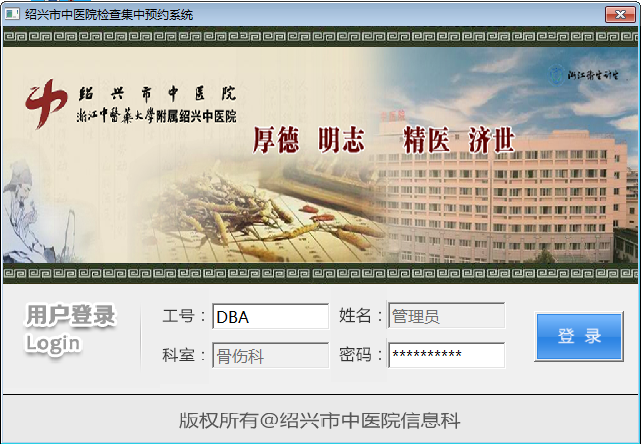 绍兴市中医院检查集中预约系统
绍兴市中医院
浙江中医药大学附属绍兴中医院
浙江卫生计生
厚德 明志 精医 济世
用户登录
Login
工号：DBA
姓名：管理员
科室：骨伤科
密码：**********
登 录
版权所有@绍兴市中医院信息科